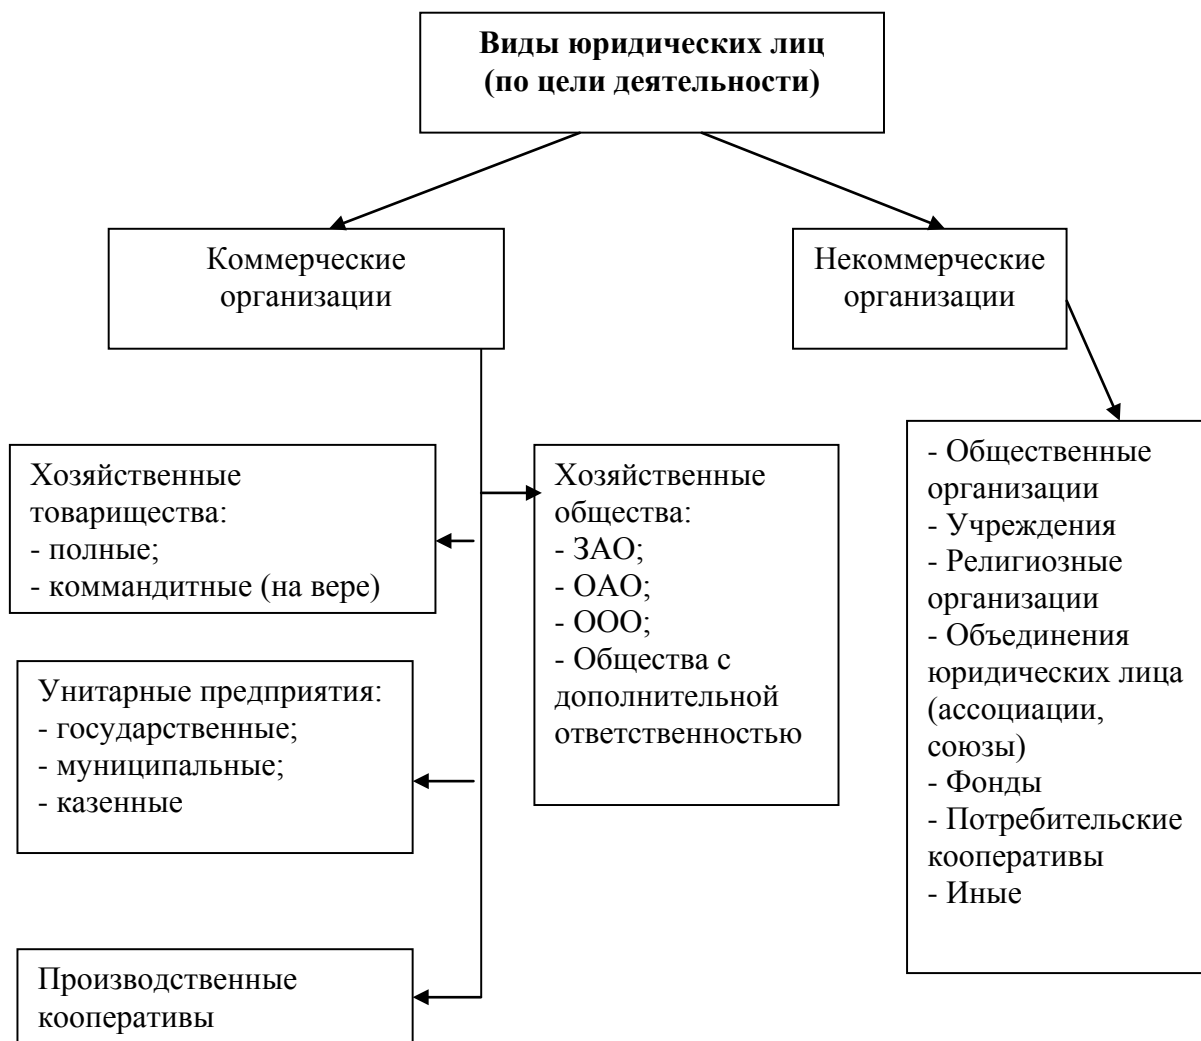 Виды юридических лиц
(по цели деятельности)
Коммерческие
организации
Некоммерческие
организации
Хозяйственные
товарищества:
- полные;
- коммандитные (на вере)
Хозяйственные
общества:
- ЗАО;
- ОАО;
- ООО;
- Общества с
дополнительной
ответственностью
Унитарные предприятия:
- государственные;
- муниципальные;
- казенные
Производственные
кооперативы
- Общественные
организации
- Учреждения
- Религиозные
организации
- Объединения
юридических лица
(ассоциации,
союзы)
- Фонды
- Потребительские
кооперативы
- Иные